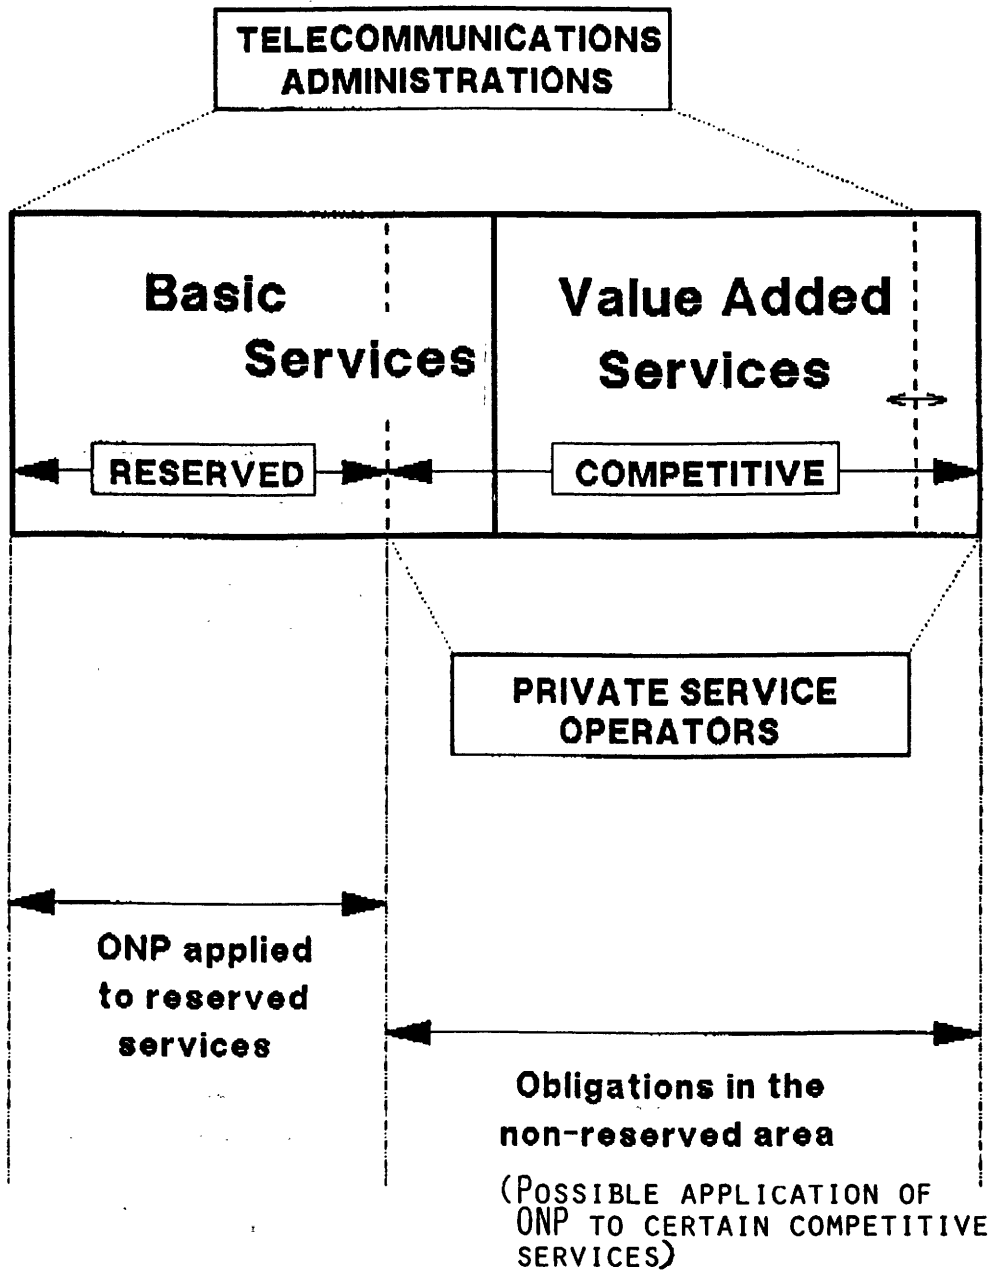 TELECOMMUNICATIONS
ADMINISTRATIONS
Basic
Services
Value Added
Services
RESERVED
COMPETITIVE
PRIVATE SERVICE
OPERATORS
ONP applied
to reserved
services
Obligations in the
non-reserved area
(POSSIBLE APPLICATION OF
ONP TO CERTAIN COMPETITIVE
SERVICES)